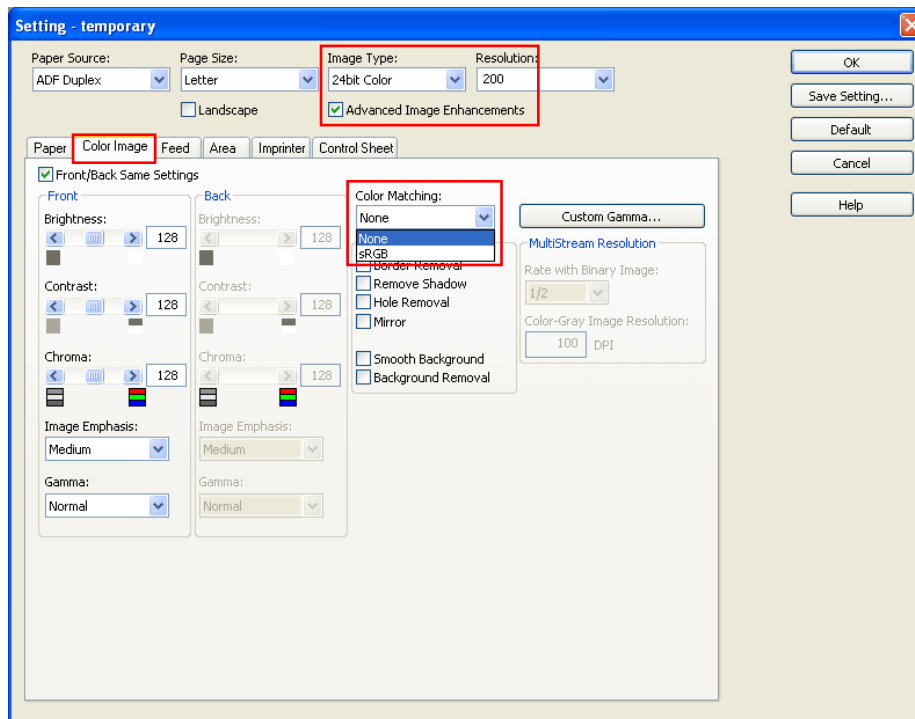 Setting - temporary
Paper Source: Page Size: Image Type: Resolution:
ADF Duplex Letter 24bit Color 200
Landscape Advanced Image Enhancements
OK
Save Setting...
Default
Cancel
Help
Paper Color Image Feed Area Imprinter Control Sheet
Front/Back Same Settings
Front
Brightness:
128
Contrast:
128
Chroma:
128
Image Emphasis:
Medium
Gamma:
Normal
Back
Brightness:
128
Contrast:
128
Chroma:
128
Image Emphasis:
Medium
Gamma:
Normal
Color Matching:
None
None
sRGB
Border Removal
Remove Shadow
Hole Removal
Mirror
Smooth Background
Background Removal
Custom Gamma...
MultiStream Resolution
Rate with Binary Image:
1/2
Color-Gray Image Resolution:
100 DPI